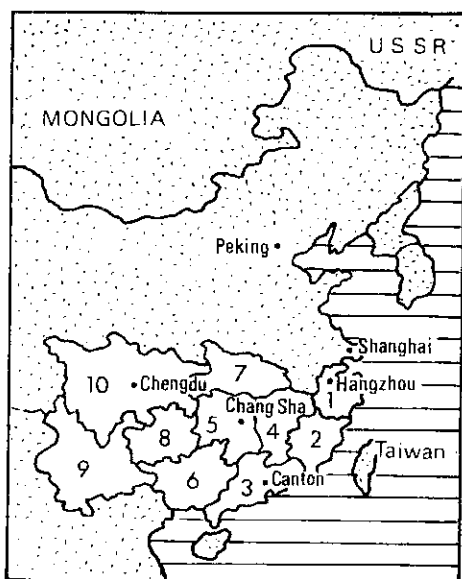 USSR
MONGOLIA
Peking
Shanghai
7
10 Chengdu
Hangzhou
1
Chang Sha
8 5 4 2
Taiwan
9 6 3 Canton